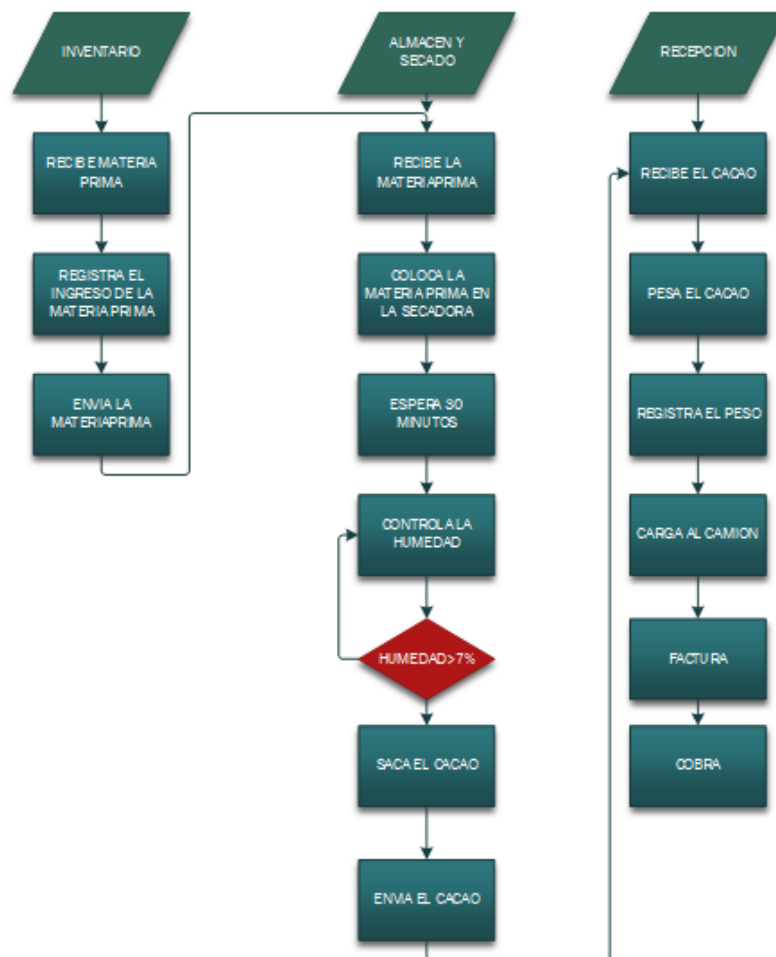 INVENTARIO
RECIBE MATERIA
PRIMA
REGISTRA EL
INGRESO DE LA
MATERIA PRIMA
ENVIA LA
MATERIAPRIMA
ALMACEN Y
SECADO
RECIBE LA
MATERIAPRIMA
COLOCA LA
MATERIA PRIMA EN
LA SECADORA
ESPERA 30
MINUTOS
CONTROLA LA
HUMEDAD
HUMEDAD>7%
SACA EL CACAO
ENVIA EL CACAO
RECEPCION
RECIBE EL CACAO
PESA EL CACAO
REGISTRA EL PESO
CARGA AL CAMION
FACTURA
COBRA